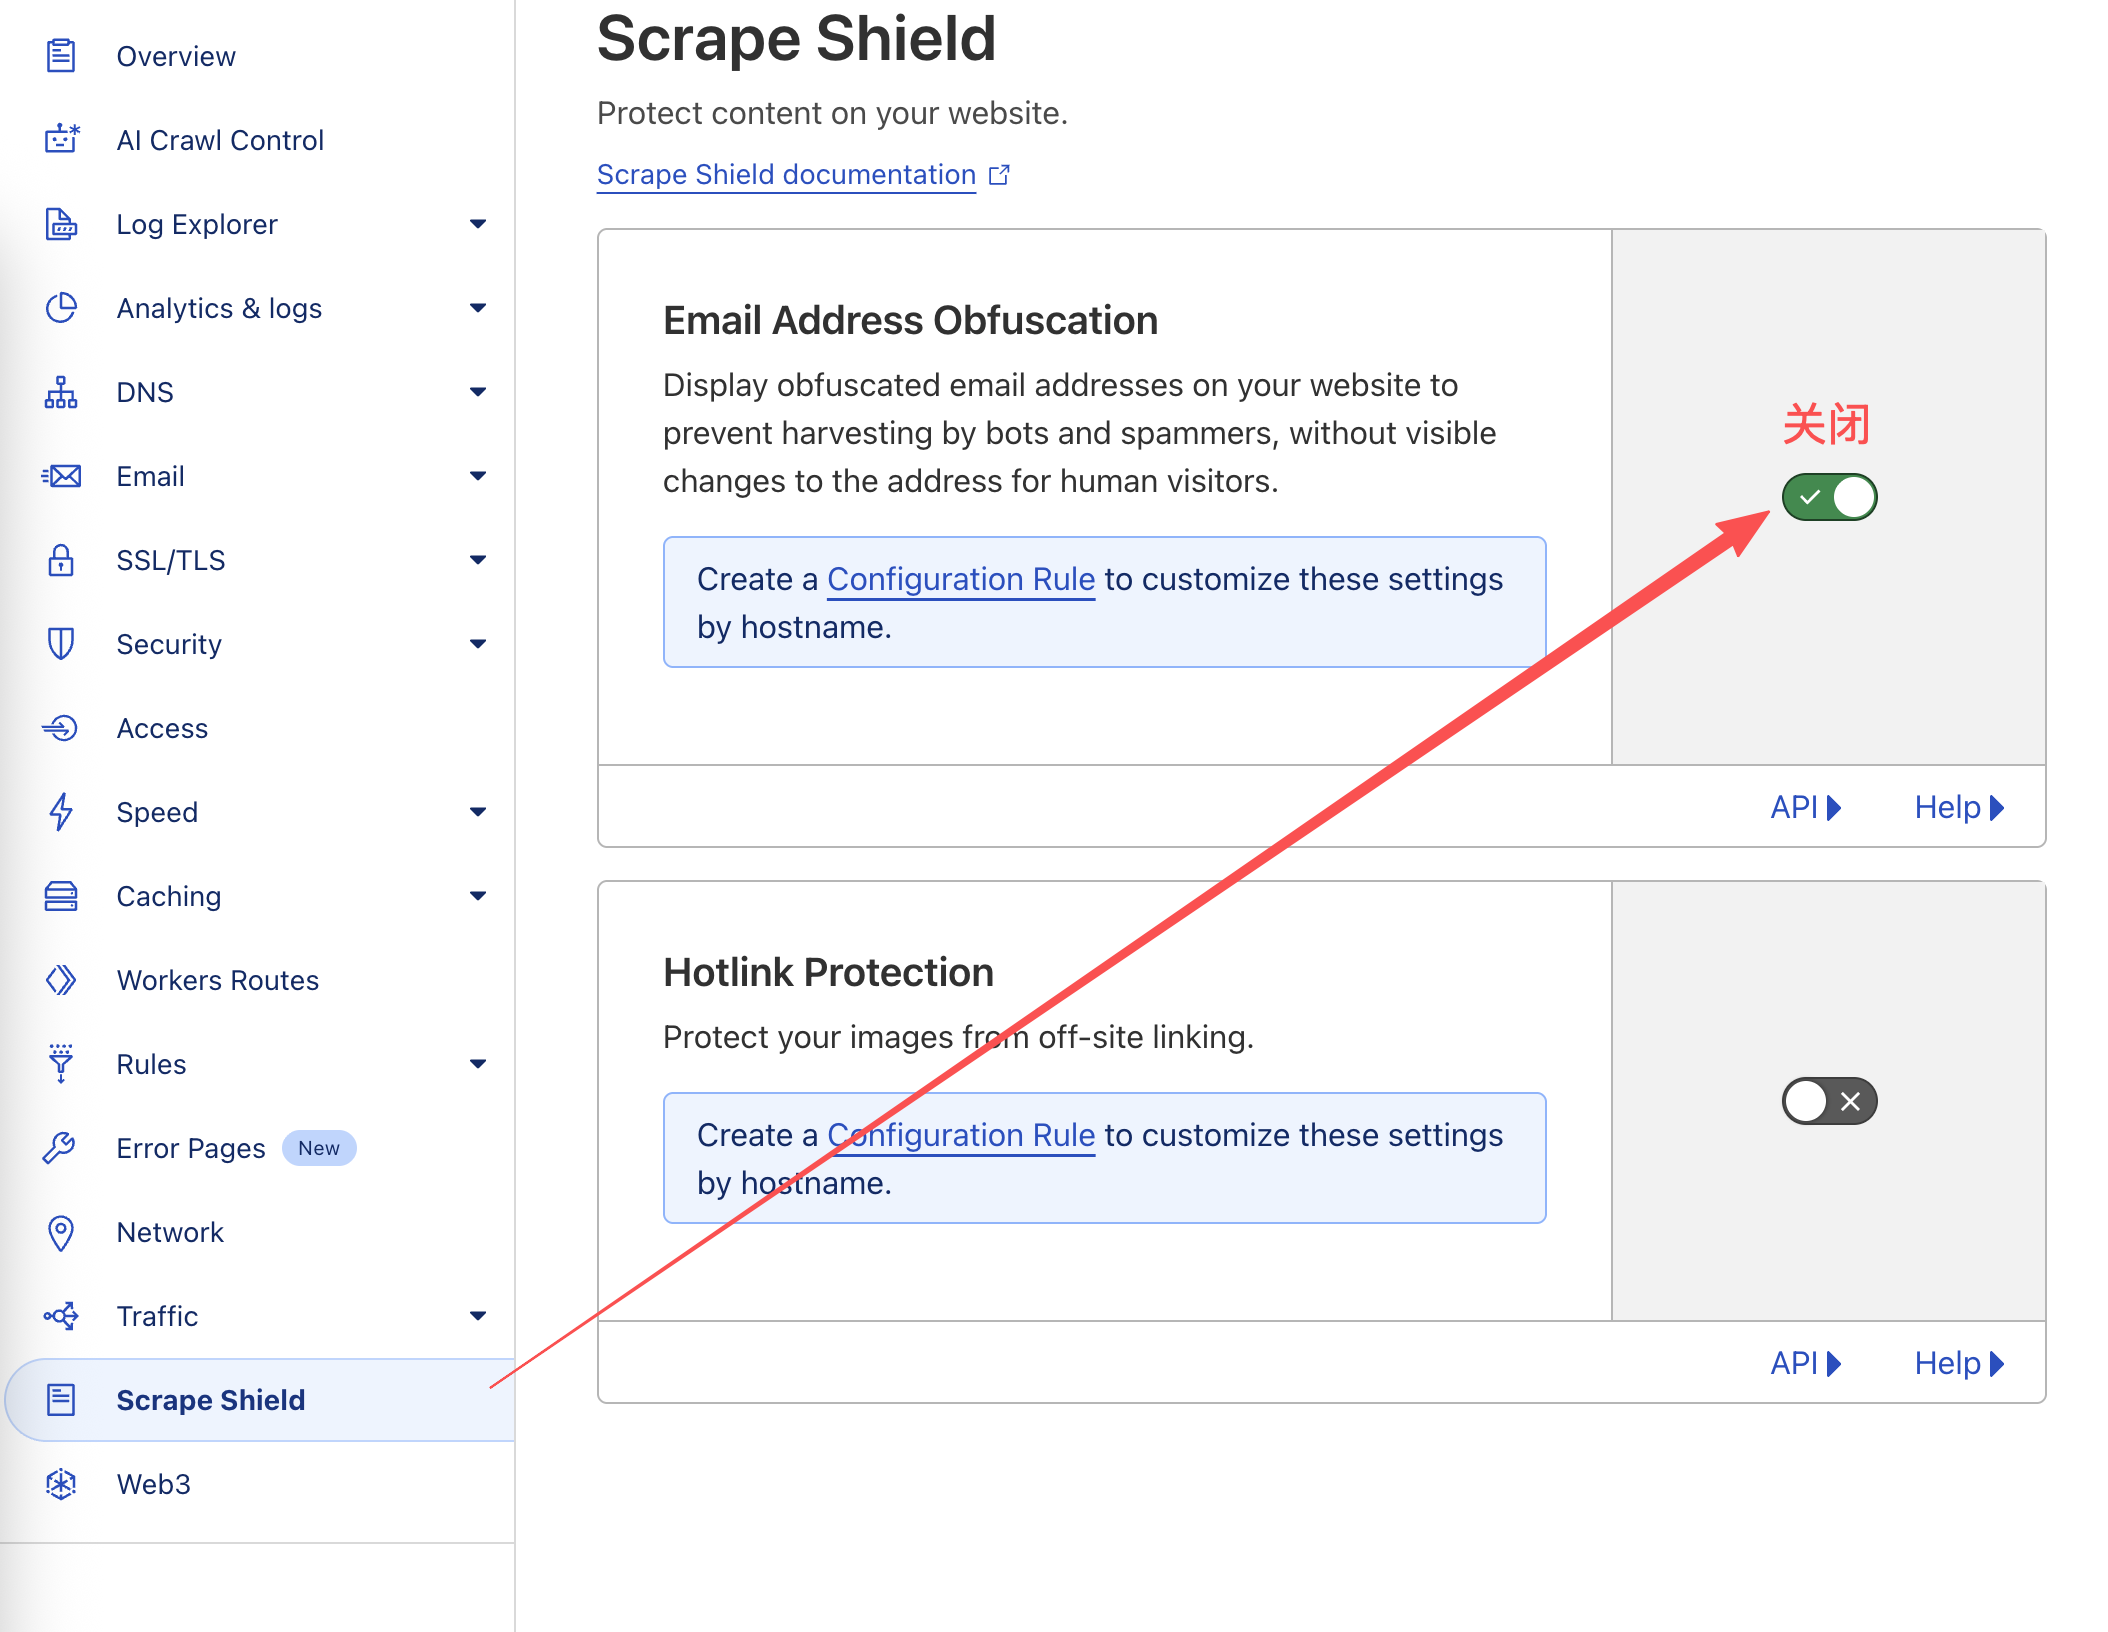 Overview
AI Crawl Control
Log Explorer
Analytics & logs
DNS
Email
SSL/TLS
Security
Access
Speed
Caching
Workers Routes
Rules
Error Pages New
Network
Traffic
Scrape Shield
Web3
Scrape Shield
Protect content on your website.
Scrape Shield documentation
Email Address Obfuscation
Display obfuscated email addresses on your website to
prevent harvesting by bots and spammers, without visible
changes to the address for human visitors.
Create a Configuration Rule to customize these settings
by hostname.
关闭
API Help
Hotlink Protection
Protect your images from off-site linking.
Create a Configuration Rule to customize these settings
by hostname.
API Help